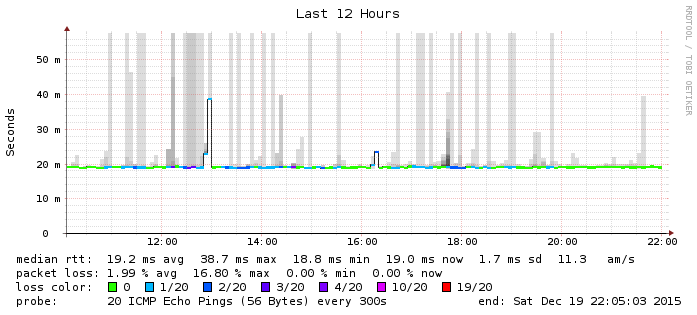 Last 12 Hours
RRDTOOL / TOBI OETIKER
Seconds
50 m
40 m
30 m
20 m
10 m
0
12:00 14:00 16:00 18:00 20:00 22:00
median rtt: 19.2 ms avg 38.7 ms max 18.8 ms min 19.0 ms now 1.7 ms sd 11.3 am/s
packet loss: 1.99 % avg 16.80 % max 0.00 % min 0.00 % now
loss color: 0 1/20 2/20 3/20 4/20 10/20 19/20
probe: 20 ICMP Echo Pings (56 Bytes) every 300s end: Sat Dec 19 22:05:03 2015